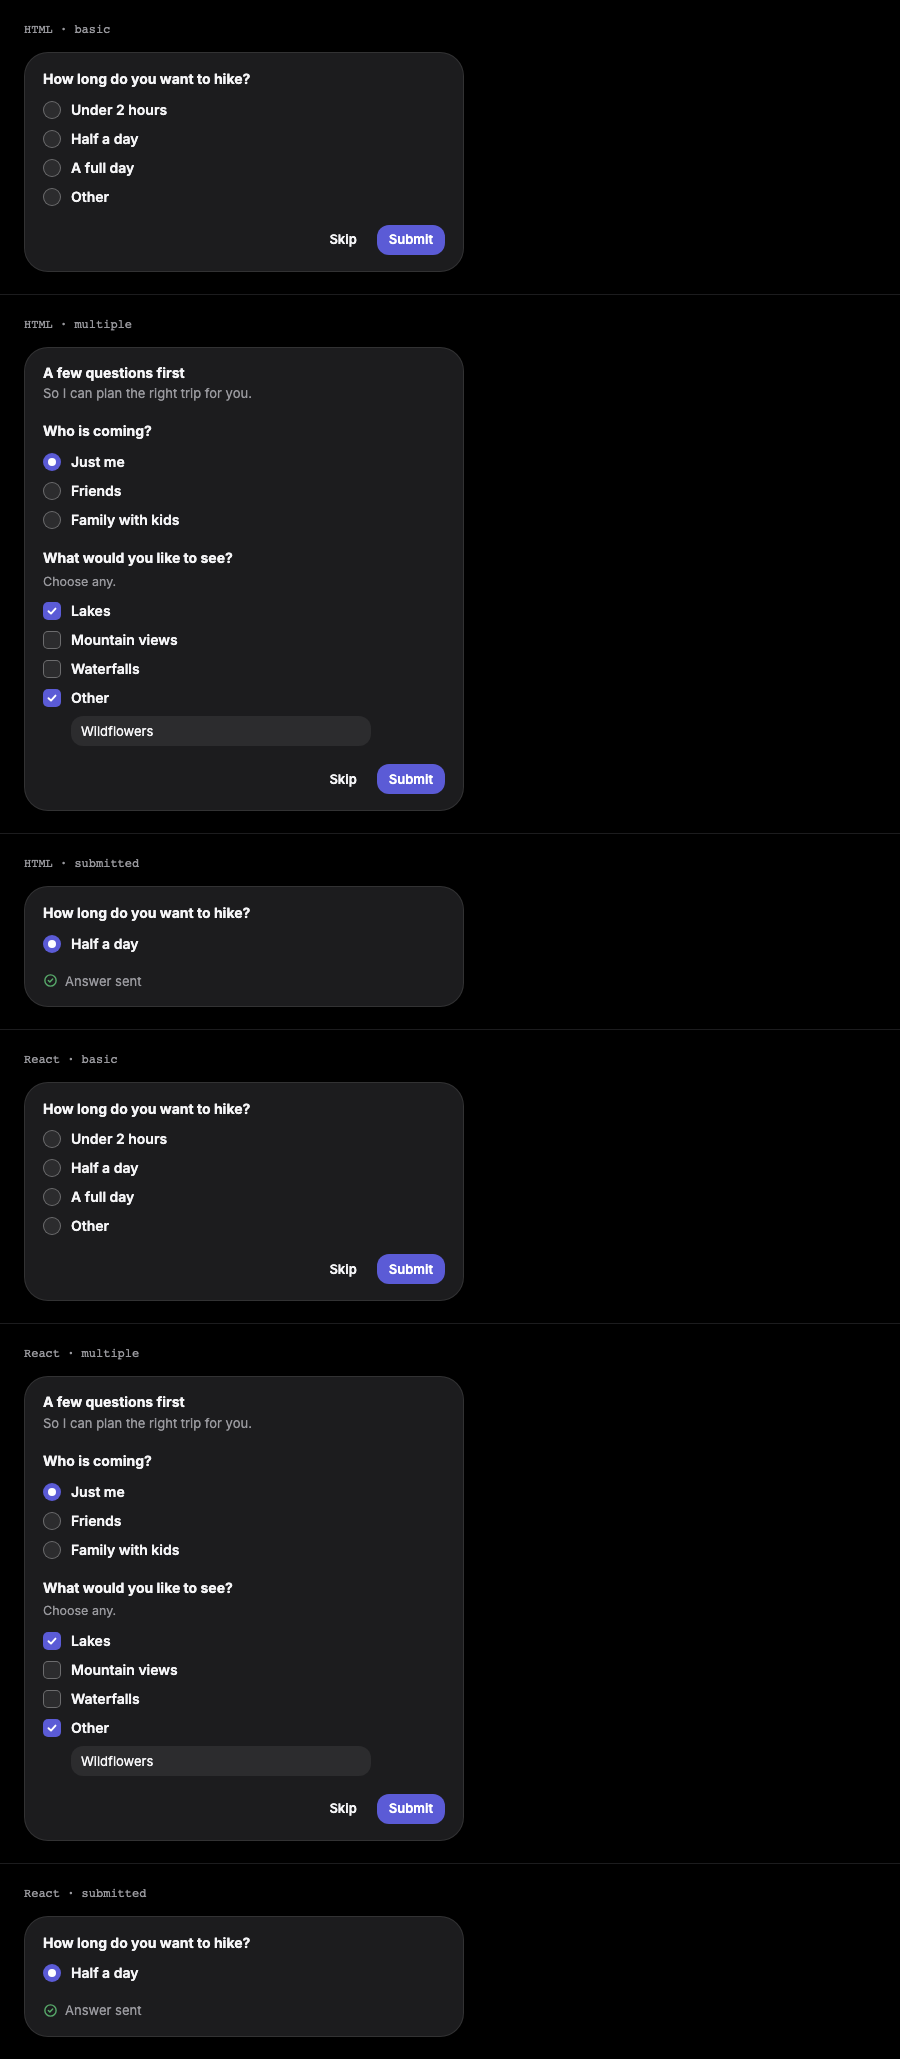 HTML · basic
How long do you want to hike?
Under 2 hours
Half a day
A full day
Other
Skip Submit
HTML · multiple
A few questions first
So I can plan the right trip for you.
Who is coming?
Just me
Friends
Family with kids
What would you like to see?
Choose any.
Lakes
Mountain views
Waterfalls
Other
Wildflowers
Skip Submit
HTML · submitted
How long do you want to hike?
Half a day
Answer sent
React · basic
How long do you want to hike?
Under 2 hours
Half a day
A full day
Other
Skip Submit
React · multiple
A few questions first
So I can plan the right trip for you.
Who is coming?
Just me
Friends
Family with kids
What would you like to see?
Choose any.
Lakes
Mountain views
Waterfalls
Other
Wildflowers
Skip Submit
React · submitted
How long do you want to hike?
Half a day
Answer sent